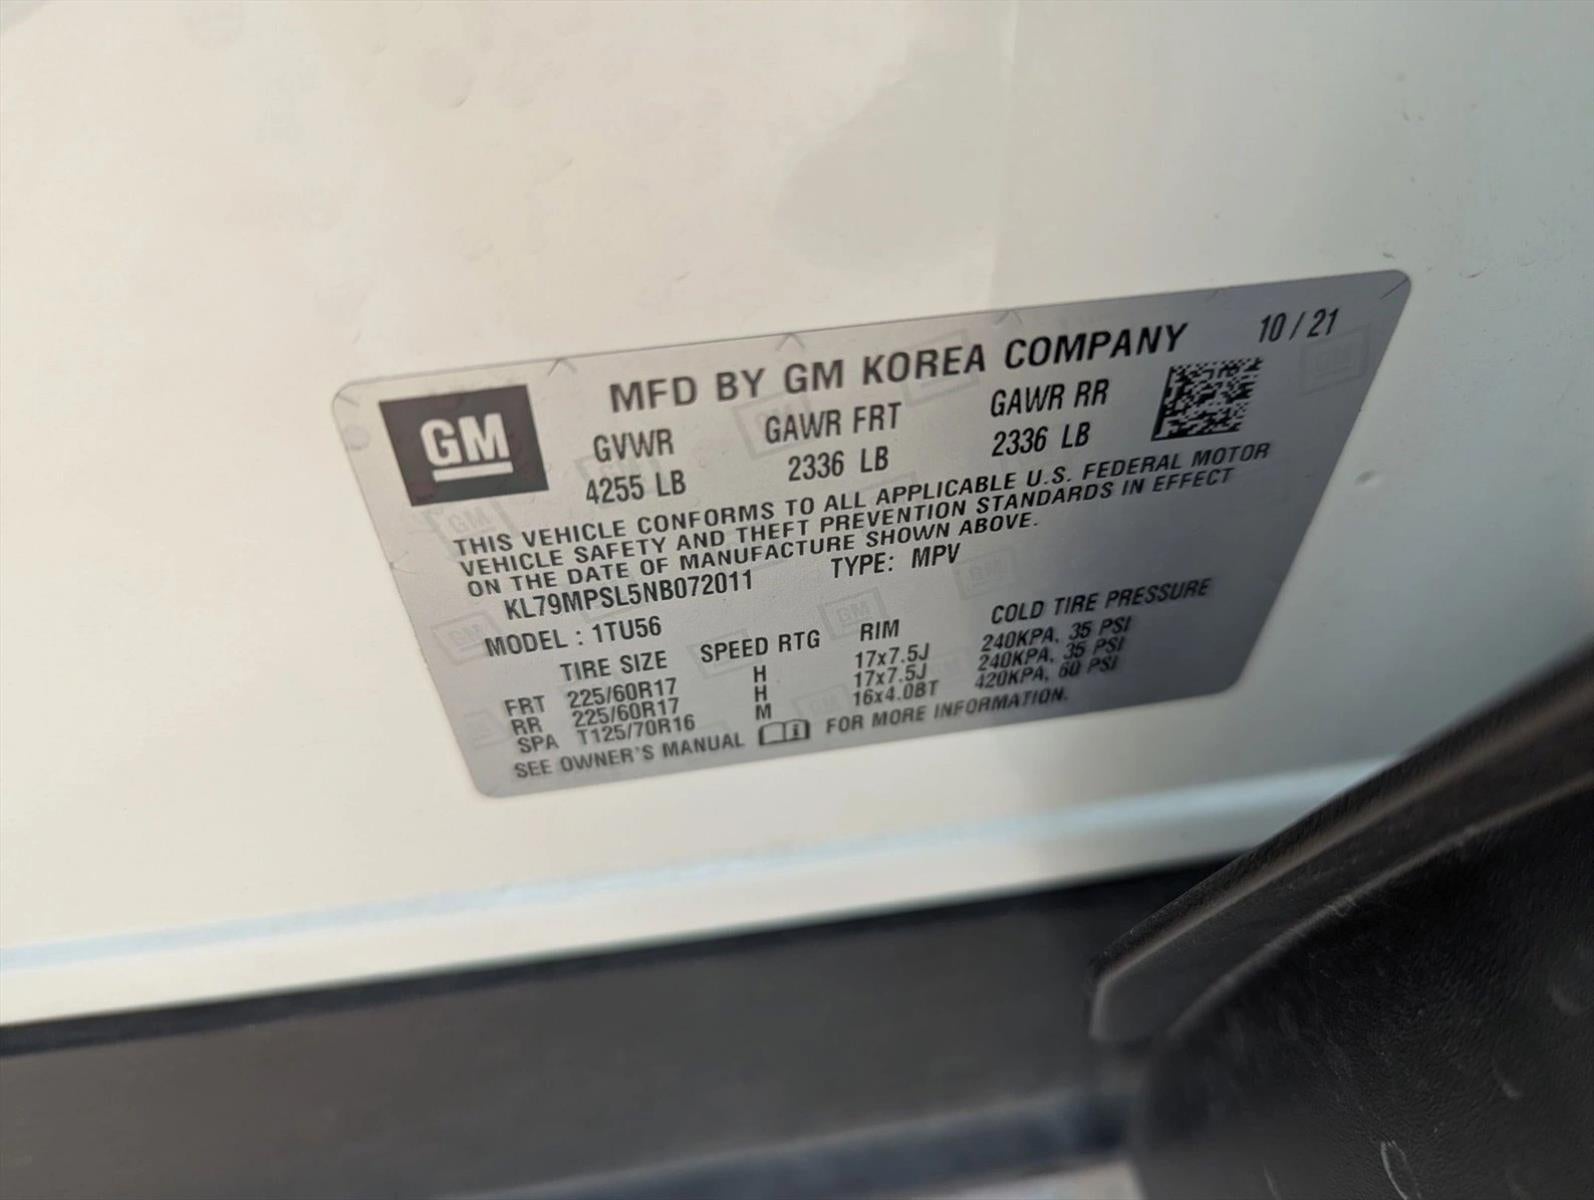 MFD BY GM KOREA COMPANY 10/21
GM
GVWR GAWR FRT GAWR RR
4255 LB 2336 LB 2336 LB
THIS VEHICLE CONFORMS TO ALL APPLICABLE U.S. FEDERAL MOTOR
VEHICLE SAFETY AND THEFT PREVENTION STANDARDS IN EFFECT
ON THE DATE OF MANUFACTURE SHOWN ABOVE.
KL79MPSL5NB072011 TYPE: MPV
MODEL : 1TU56
TIRE SIZE SPEED RTG RIM COLD TIRE PRESSURE
FRT 225/60R17 H 17x7.5J 240KPA, 35 PSI
RR 225/60R17 H 17x7.5J 240KPA, 35 PSI
SPA T125/70R16 M 16x4.0BT 420KPA, 60 PSI
SEE OWNER'S MANUAL FOR MORE INFORMATION.